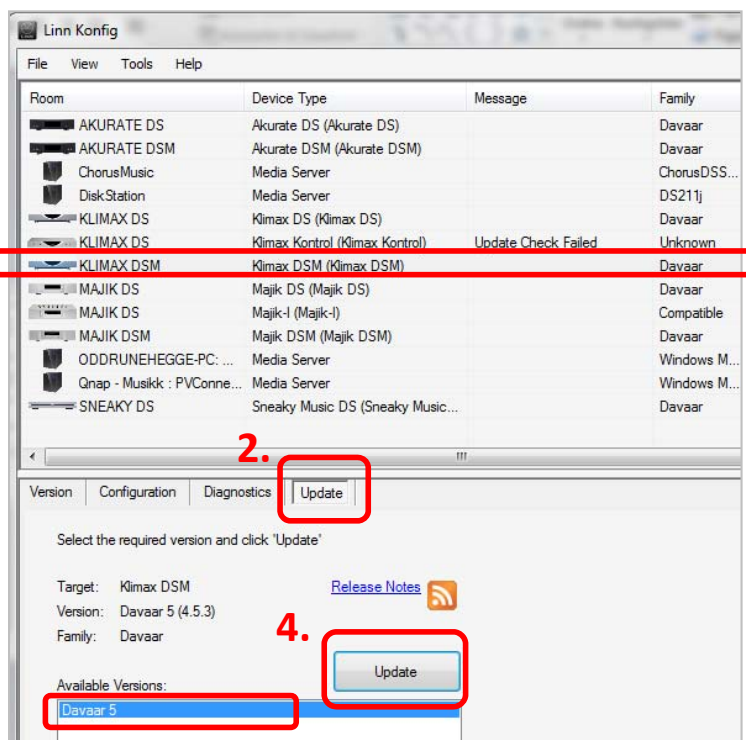 Linn Konfig
File View Tools Help
Room Device Type Message Family
AKURATE DS Akurate DS (Akurate DS) Davaar
AKURATE DSM Akurate DSM (Akurate DSM) Davaar
ChorusMusic Media Server ChorusDSS...
DiskStation Media Server DS211j
KLIMAX DS Klimax DS (Klimax DS) Davaar
KLIMAX DS Klimax Kontrol (Klimax Kontrol) Update Check Failed Unknown
KLIMAX DSM Klimax DSM (Klimax DSM) Davaar
MAJIK DS Majik DS (Majik DS) Davaar
MAJIK DS Majik-I (Majik-I) Compatible
MAJIK DSM Majik DSM (Majik DSM) Davaar
ODDRUNEHEGGE-PC: ... Media Server Windows M...
Qnap - Musikk : PVConne... Media Server Windows M...
SNEAKY DS Sneaky Music DS (Sneaky Music... Davaar
2.
Version Configuration Diagnostics Update
Select the required version and click 'Update'
Target: Klimax DSM Release Notes
Version: Davaar 5 (4.5.3)
Family: Davaar
4.
Update
Available Versions:
Davaar 5